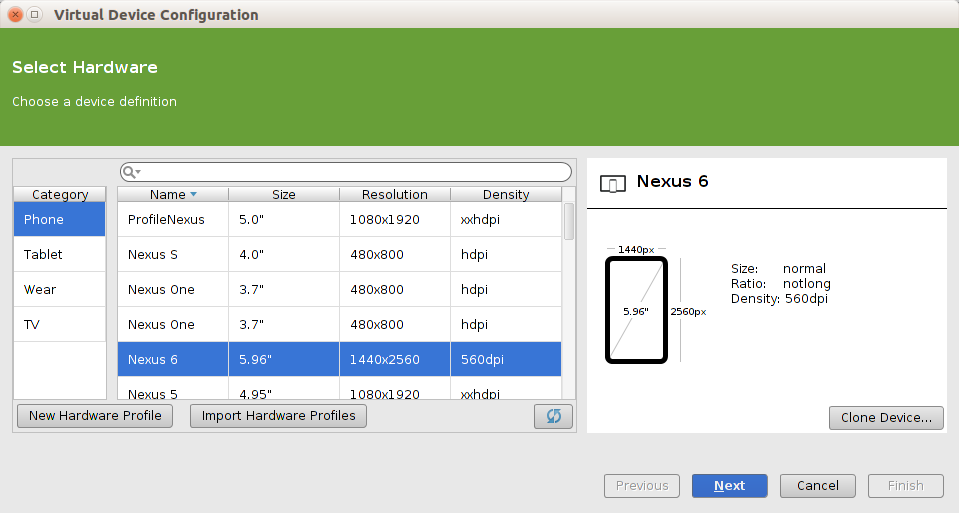 Virtual Device Configuration
Select Hardware
Choose a device definition
Category
Phone
Tablet
Wear
TV
Name Size Resolution Density
ProfileNexus 5.0" 1080x1920 xxhdpi
Nexus S 4.0" 480x800 hdpi
Nexus One 3.7" 480x800 hdpi
Nexus One 3.7" 480x800 hdpi
Nexus 6 5.96" 1440x2560 560dpi
Nexus 5 4.95" 1080x1920 xxhdpi
New Hardware Profile Import Hardware Profiles
Nexus 6
1440px
5.96"
2560px
Size: normal
Ratio: notlong
Density: 560dpi
Clone Device...
Previous Next Cancel Finish